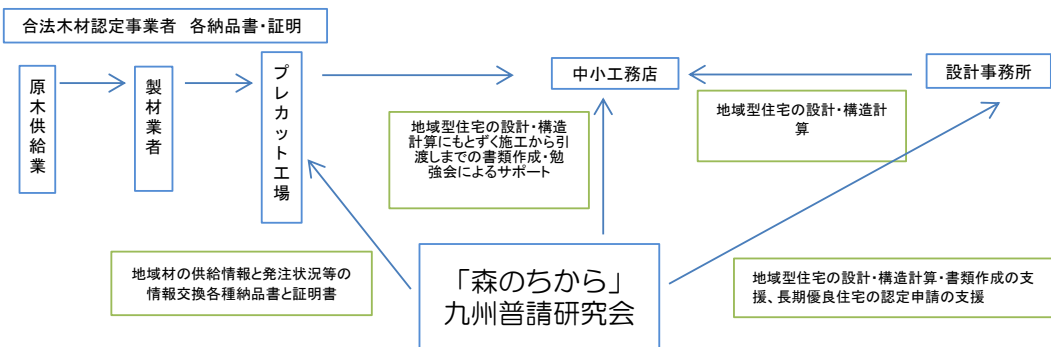 合法木材認定事業者　各納品書・証明
原木供給業
製材業者
プレカット工場
中小工務店
設計事務所
地域型住宅の設計・構造
計算にもとずく施工から引
渡しまでの書類作成・勉
強会によるサポート
地域型住宅の設計・構造計
算
地域材の供給情報と発注状況等の
情報交換各種納品書と証明書
「森のちから」
九州普請研究会
地域型住宅の設計・構造計算・書類作成の支
援、長期優良住宅の認定申請の支援